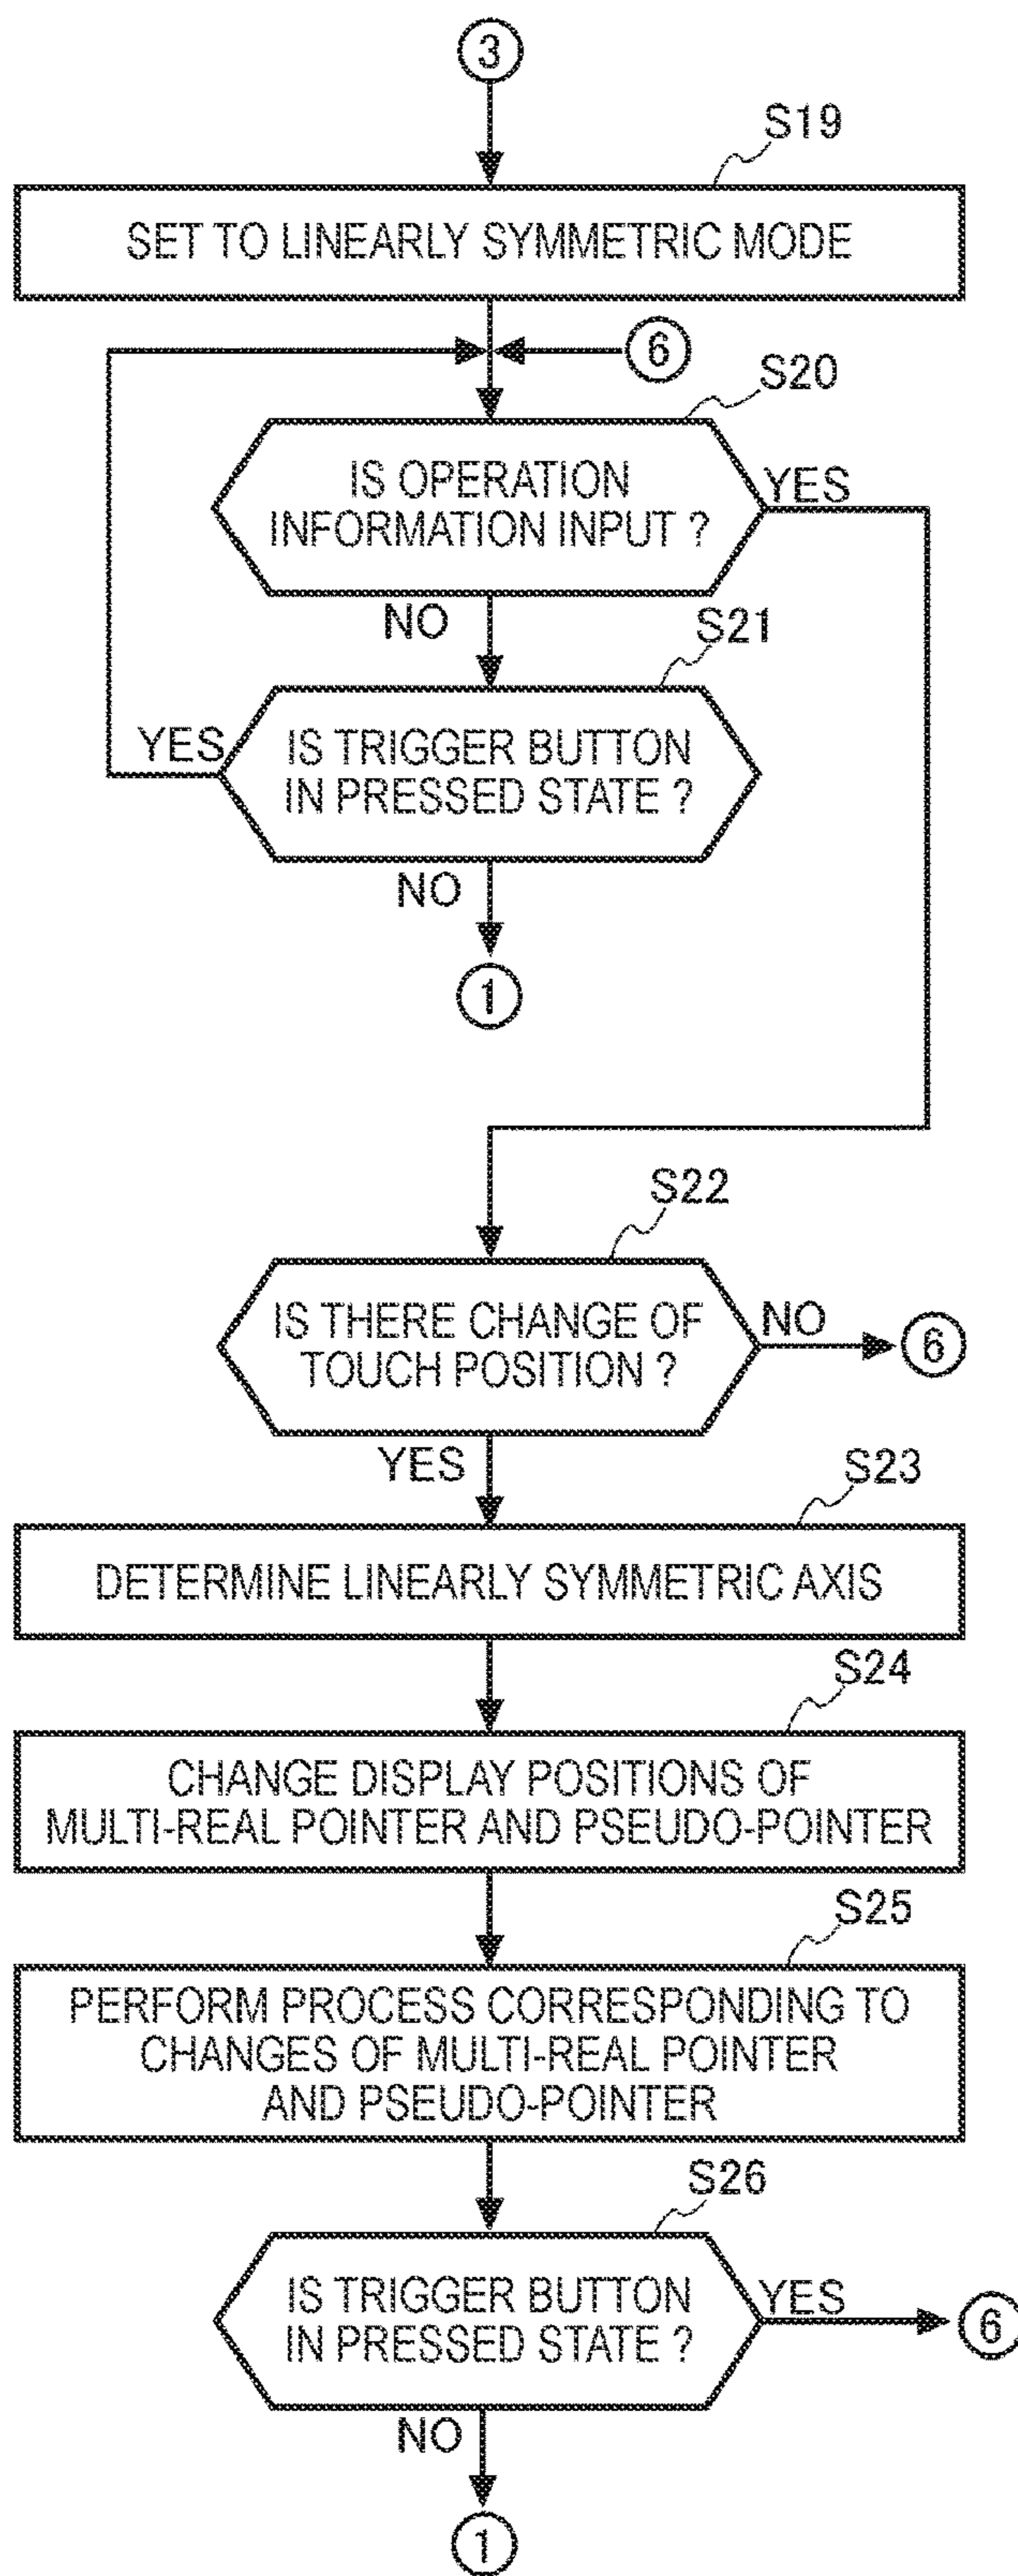 3
S19
SET TO LINEARLY SYMMETRIC MODE
6
S20
IS OPERATION
INFORMATION INPUT ?
YES
NO
S21
YES
IS TRIGGER BUTTON
IN PRESSED STATE ?
NO
1
S22
IS THERE CHANGE OF
TOUCH POSITION ?
NO
6
YES
S23
DETERMINE LINEARLY SYMMETRIC AXIS
S24
CHANGE DISPLAY POSITIONS OF
MULTI-REAL POINTER AND PSEUDO-POINTER
S25
PERFORM PROCESS CORRESPONDING TO
CHANGES OF MULTI-REAL POINTER
AND PSEUDO-POINTER
S26
IS TRIGGER BUTTON
IN PRESSED STATE ?
YES
6
NO
1